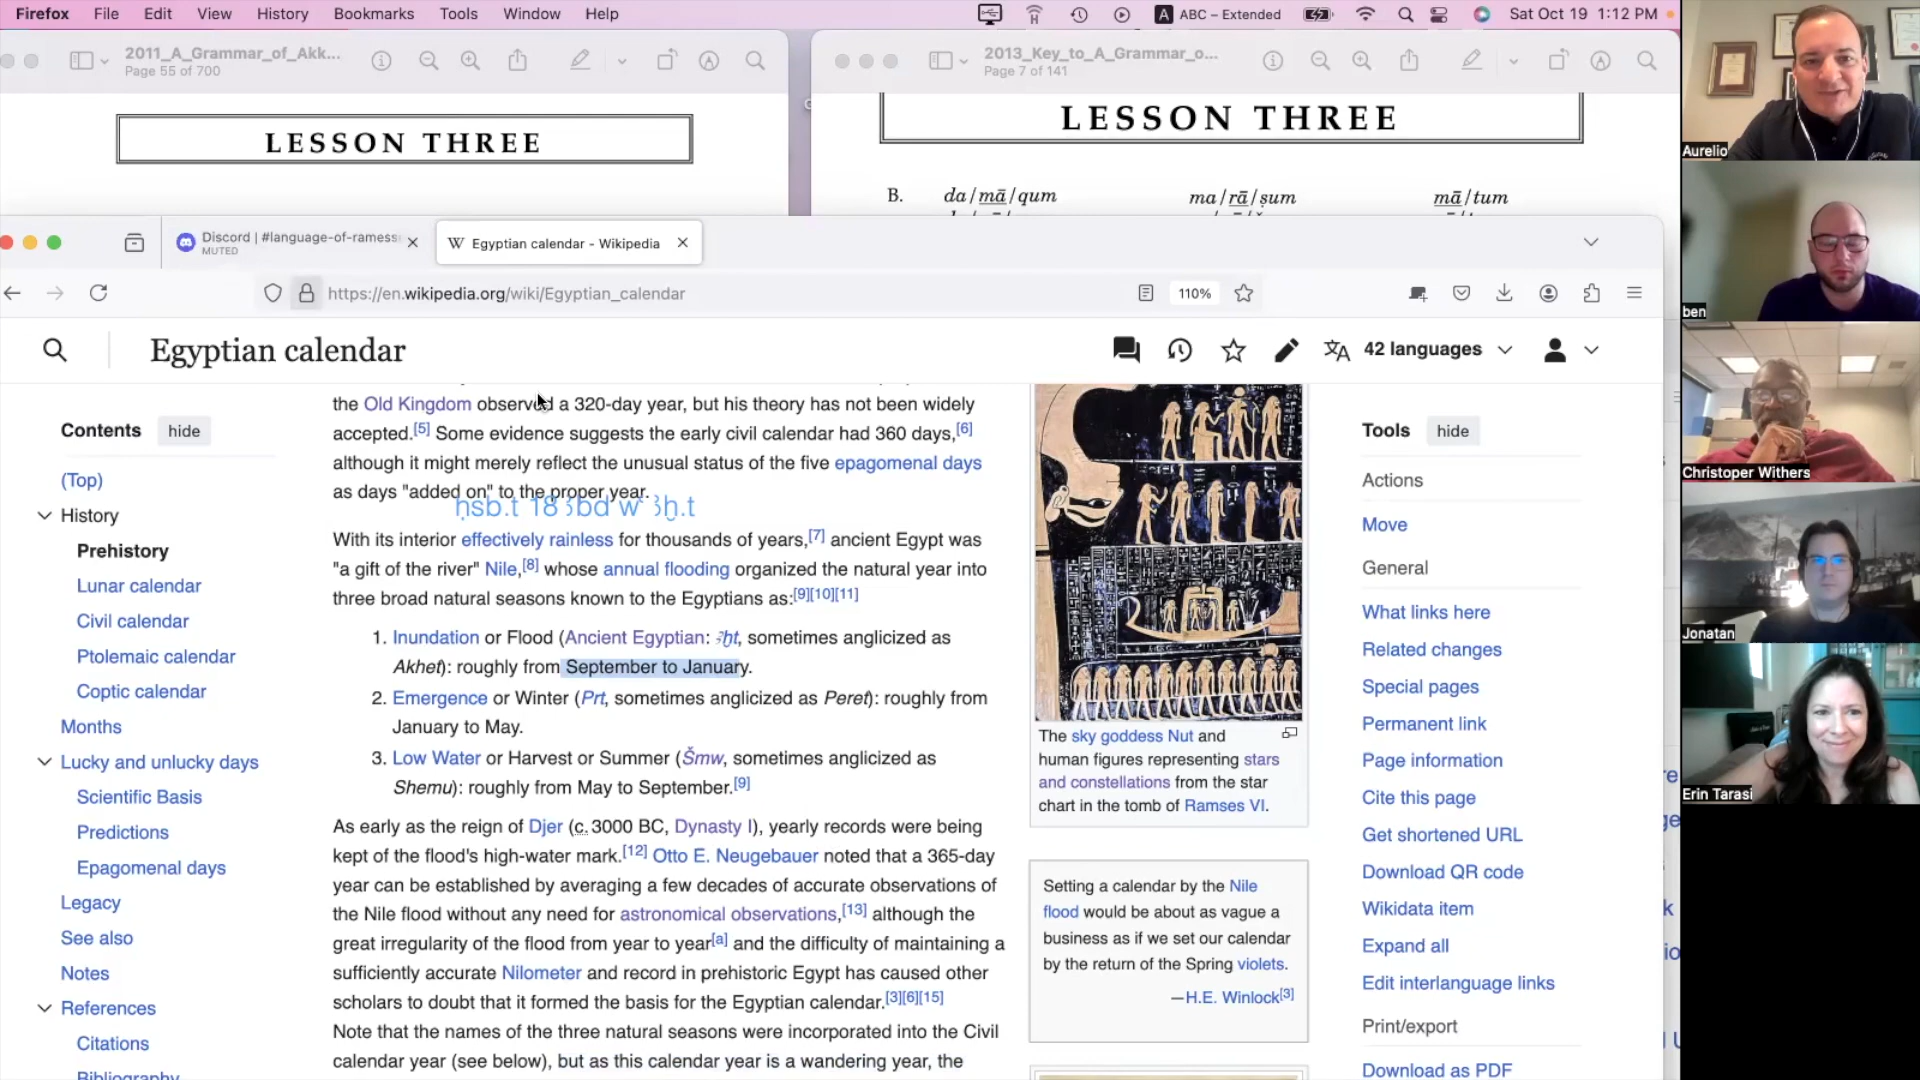 Firefox File Edit View History Bookmarks Tools Window Help
ABC – Extended
Sat Oct 19 1:12 PM
2011_A_Grammar_of_Akk...
Page 55 of 700
2013_Key_to_A_Grammar_o...
Page 7 of 141
LESSON THREE
LESSON THREE
B. da/mā/qum ma/rā/ṣum mā/tum
Discord | #language-of-ramess
MUTED
W Egyptian calendar - Wikipedia
https://en.wikipedia.org/wiki/Egyptian_calendar
110%
Egyptian calendar
42 languages
Contents hide
(Top)
History
Prehistory
Lunar calendar
Civil calendar
Ptolemaic calendar
Coptic calendar
Months
Lucky and unlucky days
Scientific Basis
Predictions
Epagomenal days
Legacy
See also
Notes
References
Citations
Bibliography
the Old Kingdom observed a 320-day year, but his theory has not been widely
accepted.[5] Some evidence suggests the early civil calendar had 360 days,[6]
although it might merely reflect the unusual status of the five epagomenal days
as days "added on" to the proper year.
ḥsb.t 18 ꜣbd wꜥ ꜣḫ.t
With its interior effectively rainless for thousands of years,[7] ancient Egypt was
"a gift of the river" Nile,[8] whose annual flooding organized the natural year into
three broad natural seasons known to the Egyptians as:[9][10][11]
1. Inundation or Flood (Ancient Egyptian: ꜣḫt, sometimes anglicized as
Akhet): roughly from September to January.
2. Emergence or Winter (Prt, sometimes anglicized as Peret): roughly from
January to May.
3. Low Water or Harvest or Summer (Šmw, sometimes anglicized as
Shemu): roughly from May to September.[9]
As early as the reign of Djer (c. 3000 BC, Dynasty I), yearly records were being
kept of the flood's high-water mark.[12] Otto E. Neugebauer noted that a 365-day
year can be established by averaging a few decades of accurate observations of
the Nile flood without any need for astronomical observations,[13] although the
great irregularity of the flood from year to year[a] and the difficulty of maintaining a
sufficiently accurate Nilometer and record in prehistoric Egypt has caused other
scholars to doubt that it formed the basis for the Egyptian calendar.[3][6][15]
Note that the names of the three natural seasons were incorporated into the Civil
calendar year (see below), but as this calendar year is a wandering year, the
The sky goddess Nut and
human figures representing stars
and constellations from the star
chart in the tomb of Ramses VI.
Setting a calendar by the Nile
flood would be about as vague a
business as if we set our calendar
by the return of the Spring violets.
—H.E. Winlock[3]
Tools hide
Actions
Move
General
What links here
Related changes
Special pages
Permanent link
Page information
Cite this page
Get shortened URL
Download QR code
Wikidata item
Expand all
Edit interlanguage links
Print/export
Download as PDF
Aurelio
ben
Christoper Withers
Jonatan
Erin Tarasi